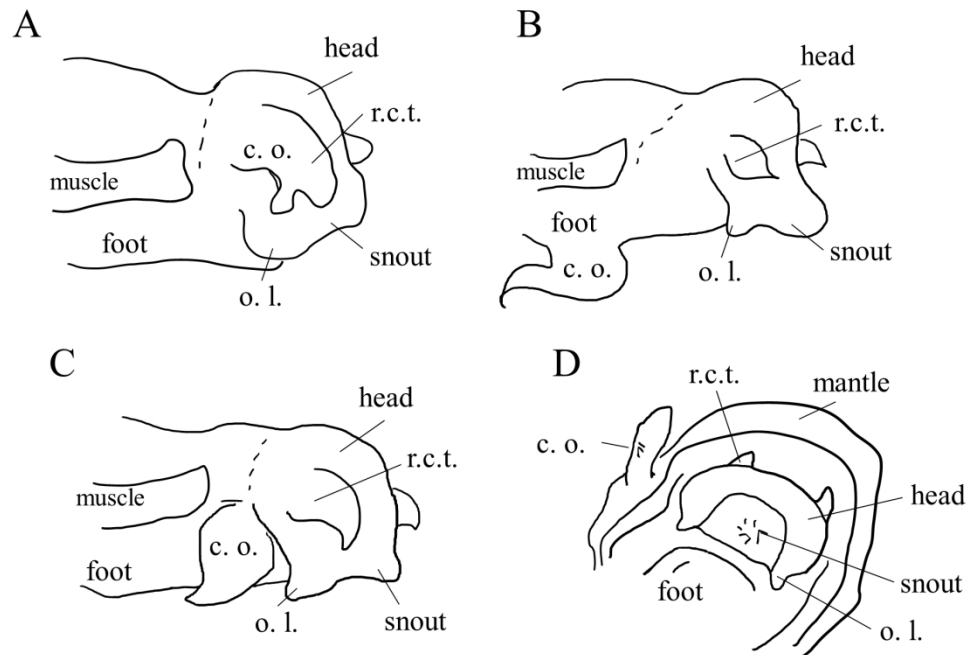 A
head
r.c.t.
c. o.
muscle
foot
snout
o. l.
B
head
r.c.t.
muscle
foot
snout
c. o.
o. l.
C
head
r.c.t.
muscle
c. o.
foot
snout
o. l.
D
r.c.t.
mantle
c. o.
head
foot
snout
o. l.